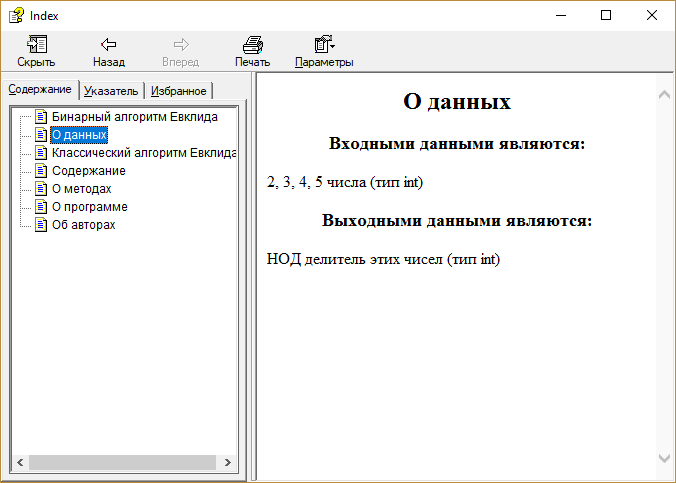 Index
Скрыть
Назад
Вперед
Печать
Параметры
Содержание
Указатель
Избранное
Бинарный алгоритм Евклида
О данных
Классический алгоритм Евклида
Содержание
О методах
О программе
Об авторах
О данных
Входными данными являются:
2, 3, 4, 5 числа (тип int)
Выходными данными являются:
НОД делитель этих чисел (тип int)